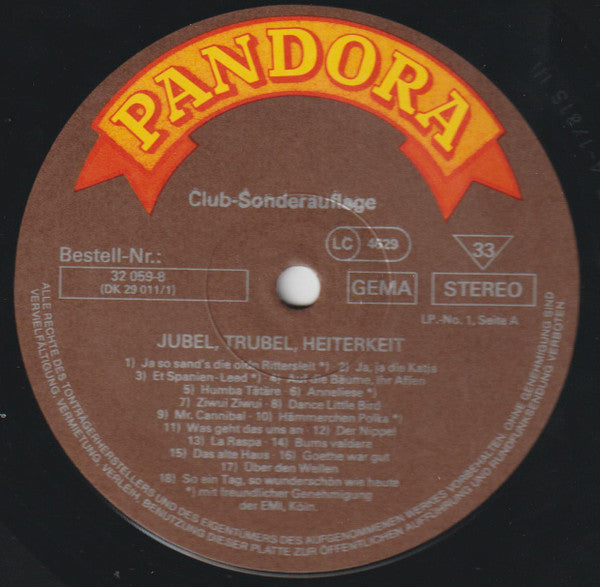 PANDORA
Club-Sonderauflage
Bestell-Nr.:
32 059-8
(DK 29 011/1)
LC 4629
33
GEMA
STEREO
LP.-No. 1, Seite A
JUBEL, TRUBEL, HEITERKEIT
1) Ja so sand's die oidn Rittersleit *) 2) Ja, ja die Katja
3) Et Spanien-Leed *) 4) Auf die Bäume, ihr Affen
5) Humba Tätäre 6) Anneliese *)
7) Ziwui Ziwui - 8) Dance Little Bird
9) Mr. Cannibal - 10) Hämmerchen Polka *)
11) Was geht das uns an - 12) Der Nippel
13) La Raspa - 14) Bums valdara
15) Das alte Haus - 16) Goethe war gut
17) Über den Wellen
18) So ein Tag, so wunderschön wie heute
*) mit freundlicher Genehmigung
der EMI, Köln.
ALLE RECHTE DES TONTRÄGERHERSTELLERS UND DES EIGENTÜMERS DES AUFGENOMMENEN WERKES VORBEHALTEN. OHNE GENEHMIGUNG SIND
VERVIELFÄLTIGUNG, VERMIETUNG, VERLEIH, BENUTZUNG DIESER PLATTE ZUR ÖFFENTLICHEN AUFFÜHRUNG UND RUNDFUNKSENDUNG VERBOTEN